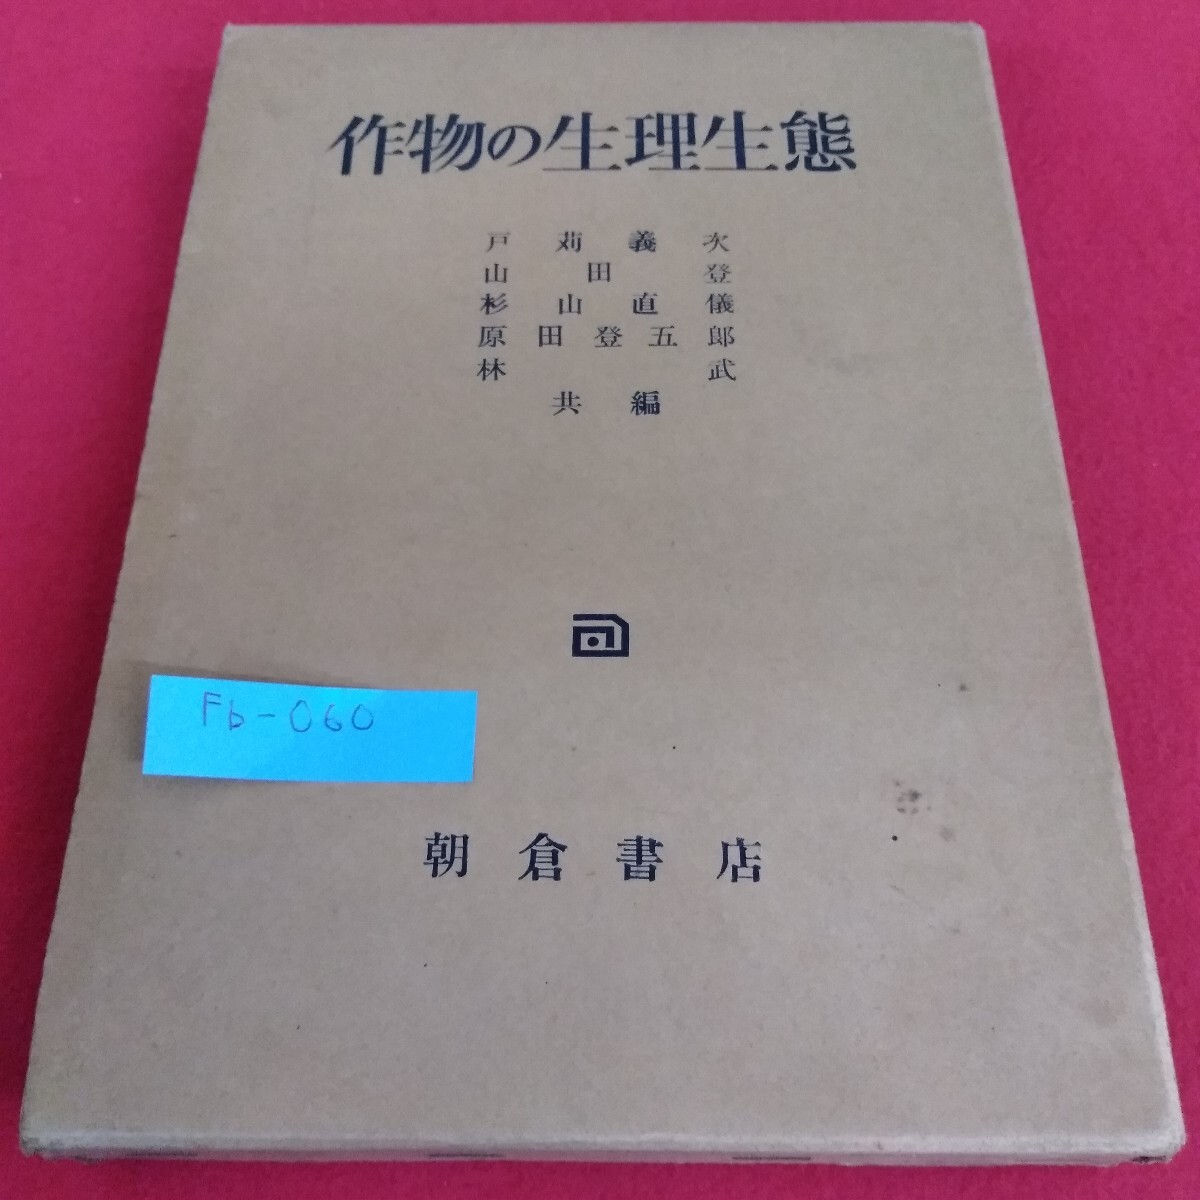 作物の生理生態
戸苅義次
山田登
杉山直儀
原田登五郎
林武
共編
Fb-060
朝倉書店